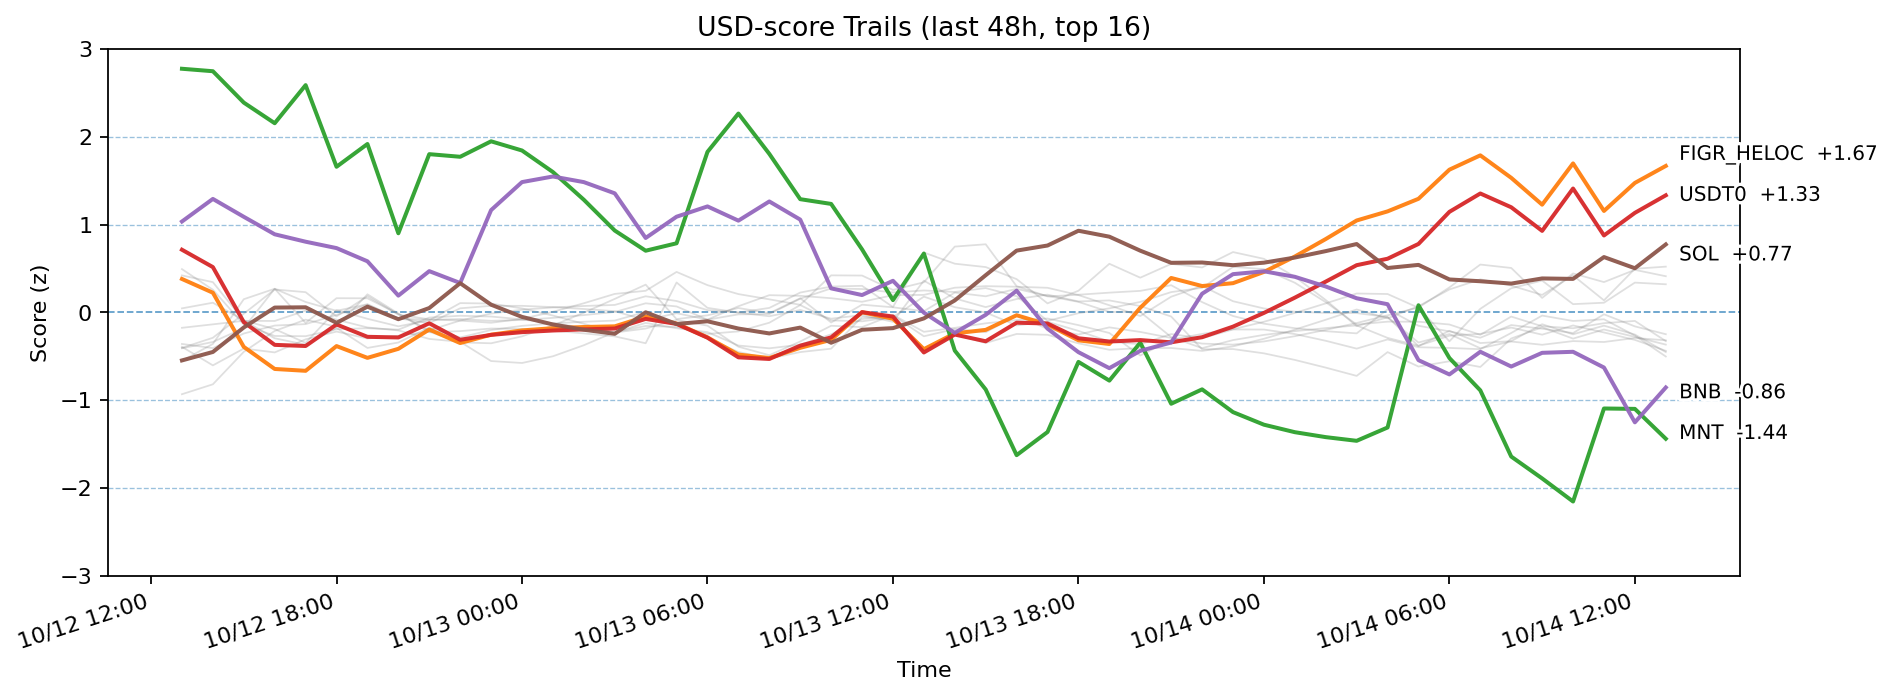 USD-score Trails (last 48h, top 16)
Score (z)
3
2
1
0
−1
−2
−3
FIGR_HELOC +1.67
USDT0 +1.33
SOL +0.77
BNB -0.86
MNT -1.44
10/12 12:00
10/12 18:00
10/13 00:00
10/13 06:00
10/13 12:00
10/13 18:00
10/14 00:00
10/14 06:00
10/14 12:00
Time